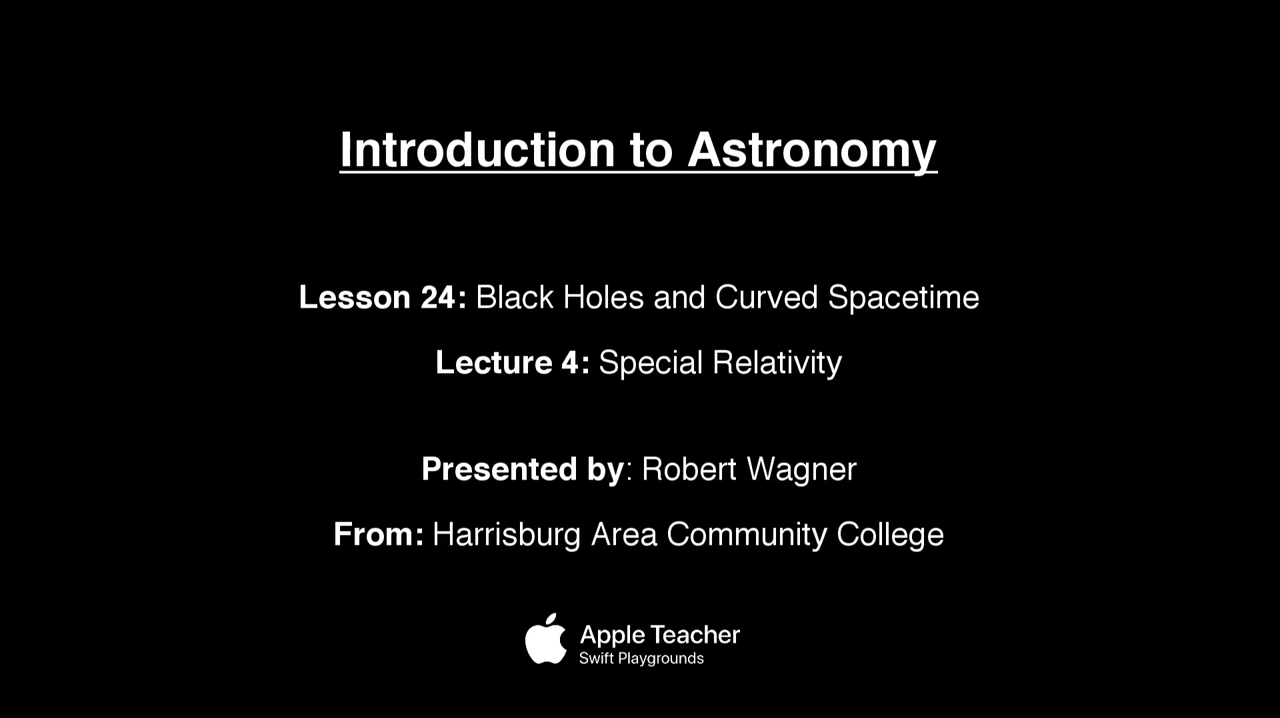 Introduction to Astronomy
Lesson 24: Black Holes and Curved Spacetime
Lecture 4: Special Relativity
Presented by: Robert Wagner
From: Harrisburg Area Community College
Apple Teacher
Swift Playgrounds